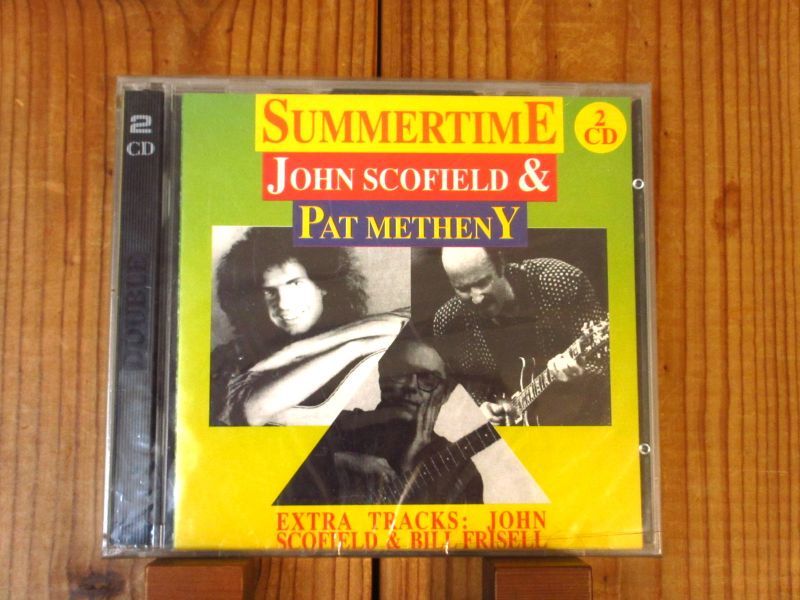 2
CD
DOUBLE
SUMMERTIME
2
CD
JOHN SCOFIELD &
PAT METHENY
EXTRA TRACKS: JOHN
SCOFIELD & BILL FRISELL